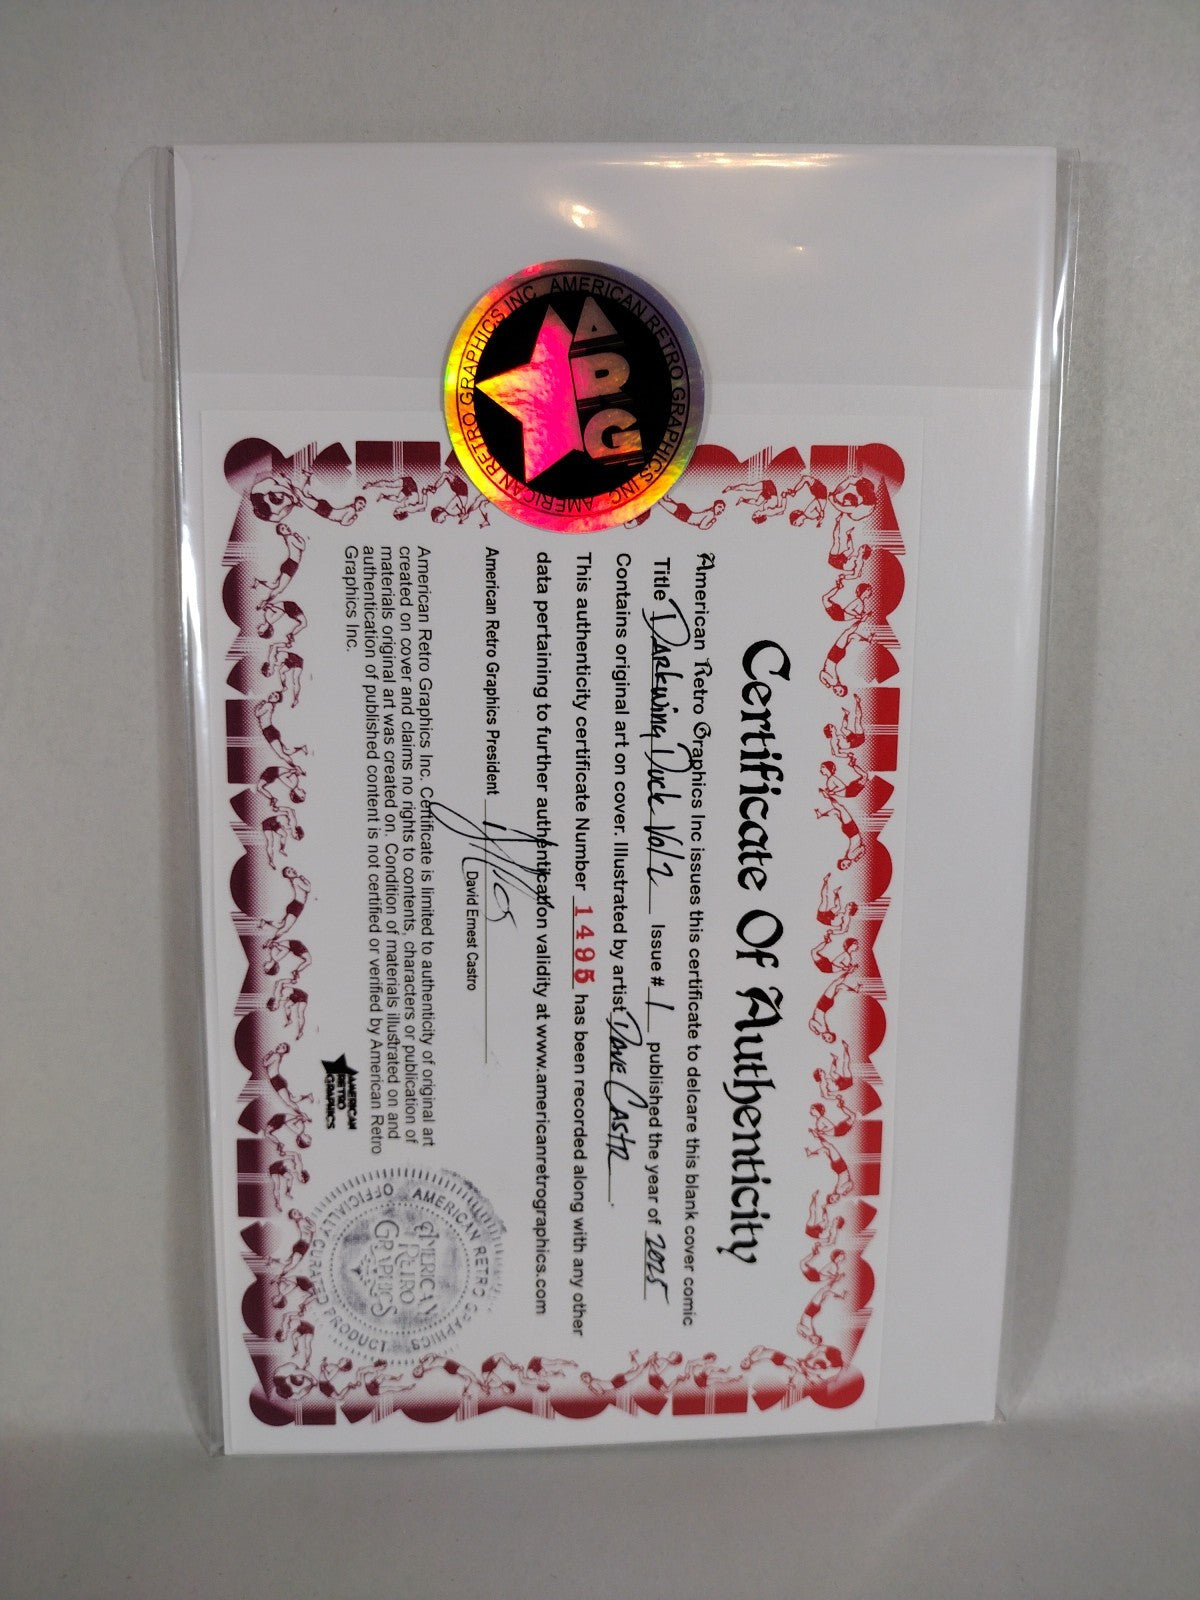 AMERICAN RETRO GRAPHICS INC. AMERICAN RETRO GRAPHICS INC.
ARG
Certificate Of Authenticity
American Retro Graphics Inc issues this certificate to delcare this blank cover comic
Title Darkwing Duck Vol 2 Issue # 1 published the year of 2025
Contains original art on cover. Illustrated by artist Dave Castr.
This authenticity certificate Number 1495 has been recorded along with any other
data pertaining to further authentication validity at www.americanretrographics.com
American Retro Graphics President
David Ernest Castro
American Retro Graphics Inc. Certificate is limited to authenticity of original art
created on cover and claims no rights to contents, characters or publication of
materials original art was created on. Condition of materials illustrated on and
authentication of published content is not certified or verified by American Retro
Graphics Inc.
AMERICAN
RETRO
GRAPHICS
AMERICAN RETRO GRAPHICS
OFFICIALLY CURATED PRODUCT
AMERICAN
RETRO
GRAPHICS